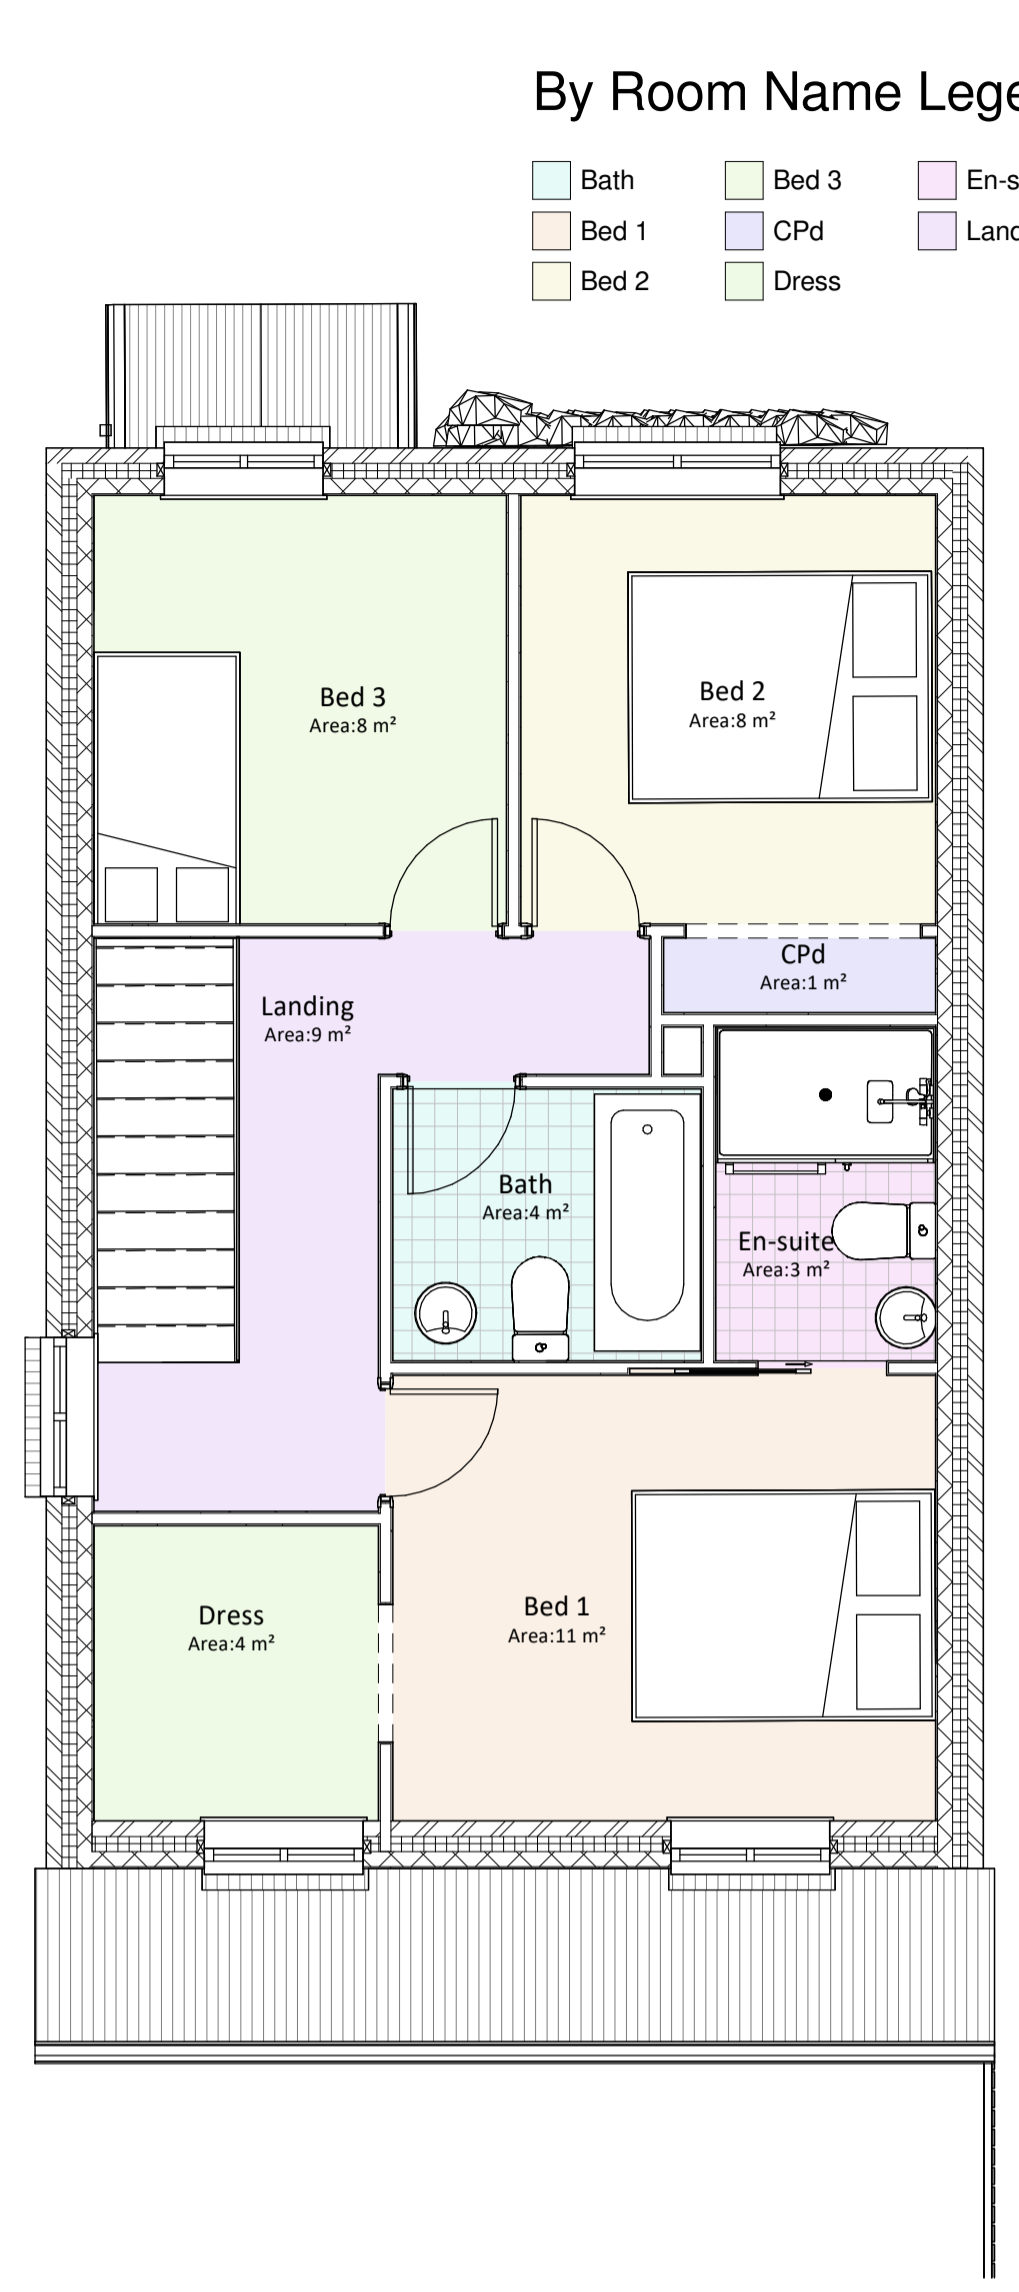 By Room Name Lege
Bath
Bed 3
En-s
Bed 1
CPd
Land
Bed 2
Dress
Bed 3
Area:8 m²
Bed 2
Area:8 m²
CPd
Area:1 m²
Landing
Area:9 m²
Bath
Area:4 m²
En-suite
Area:3 m²
Dress
Area:4 m²
Bed 1
Area:11 m²